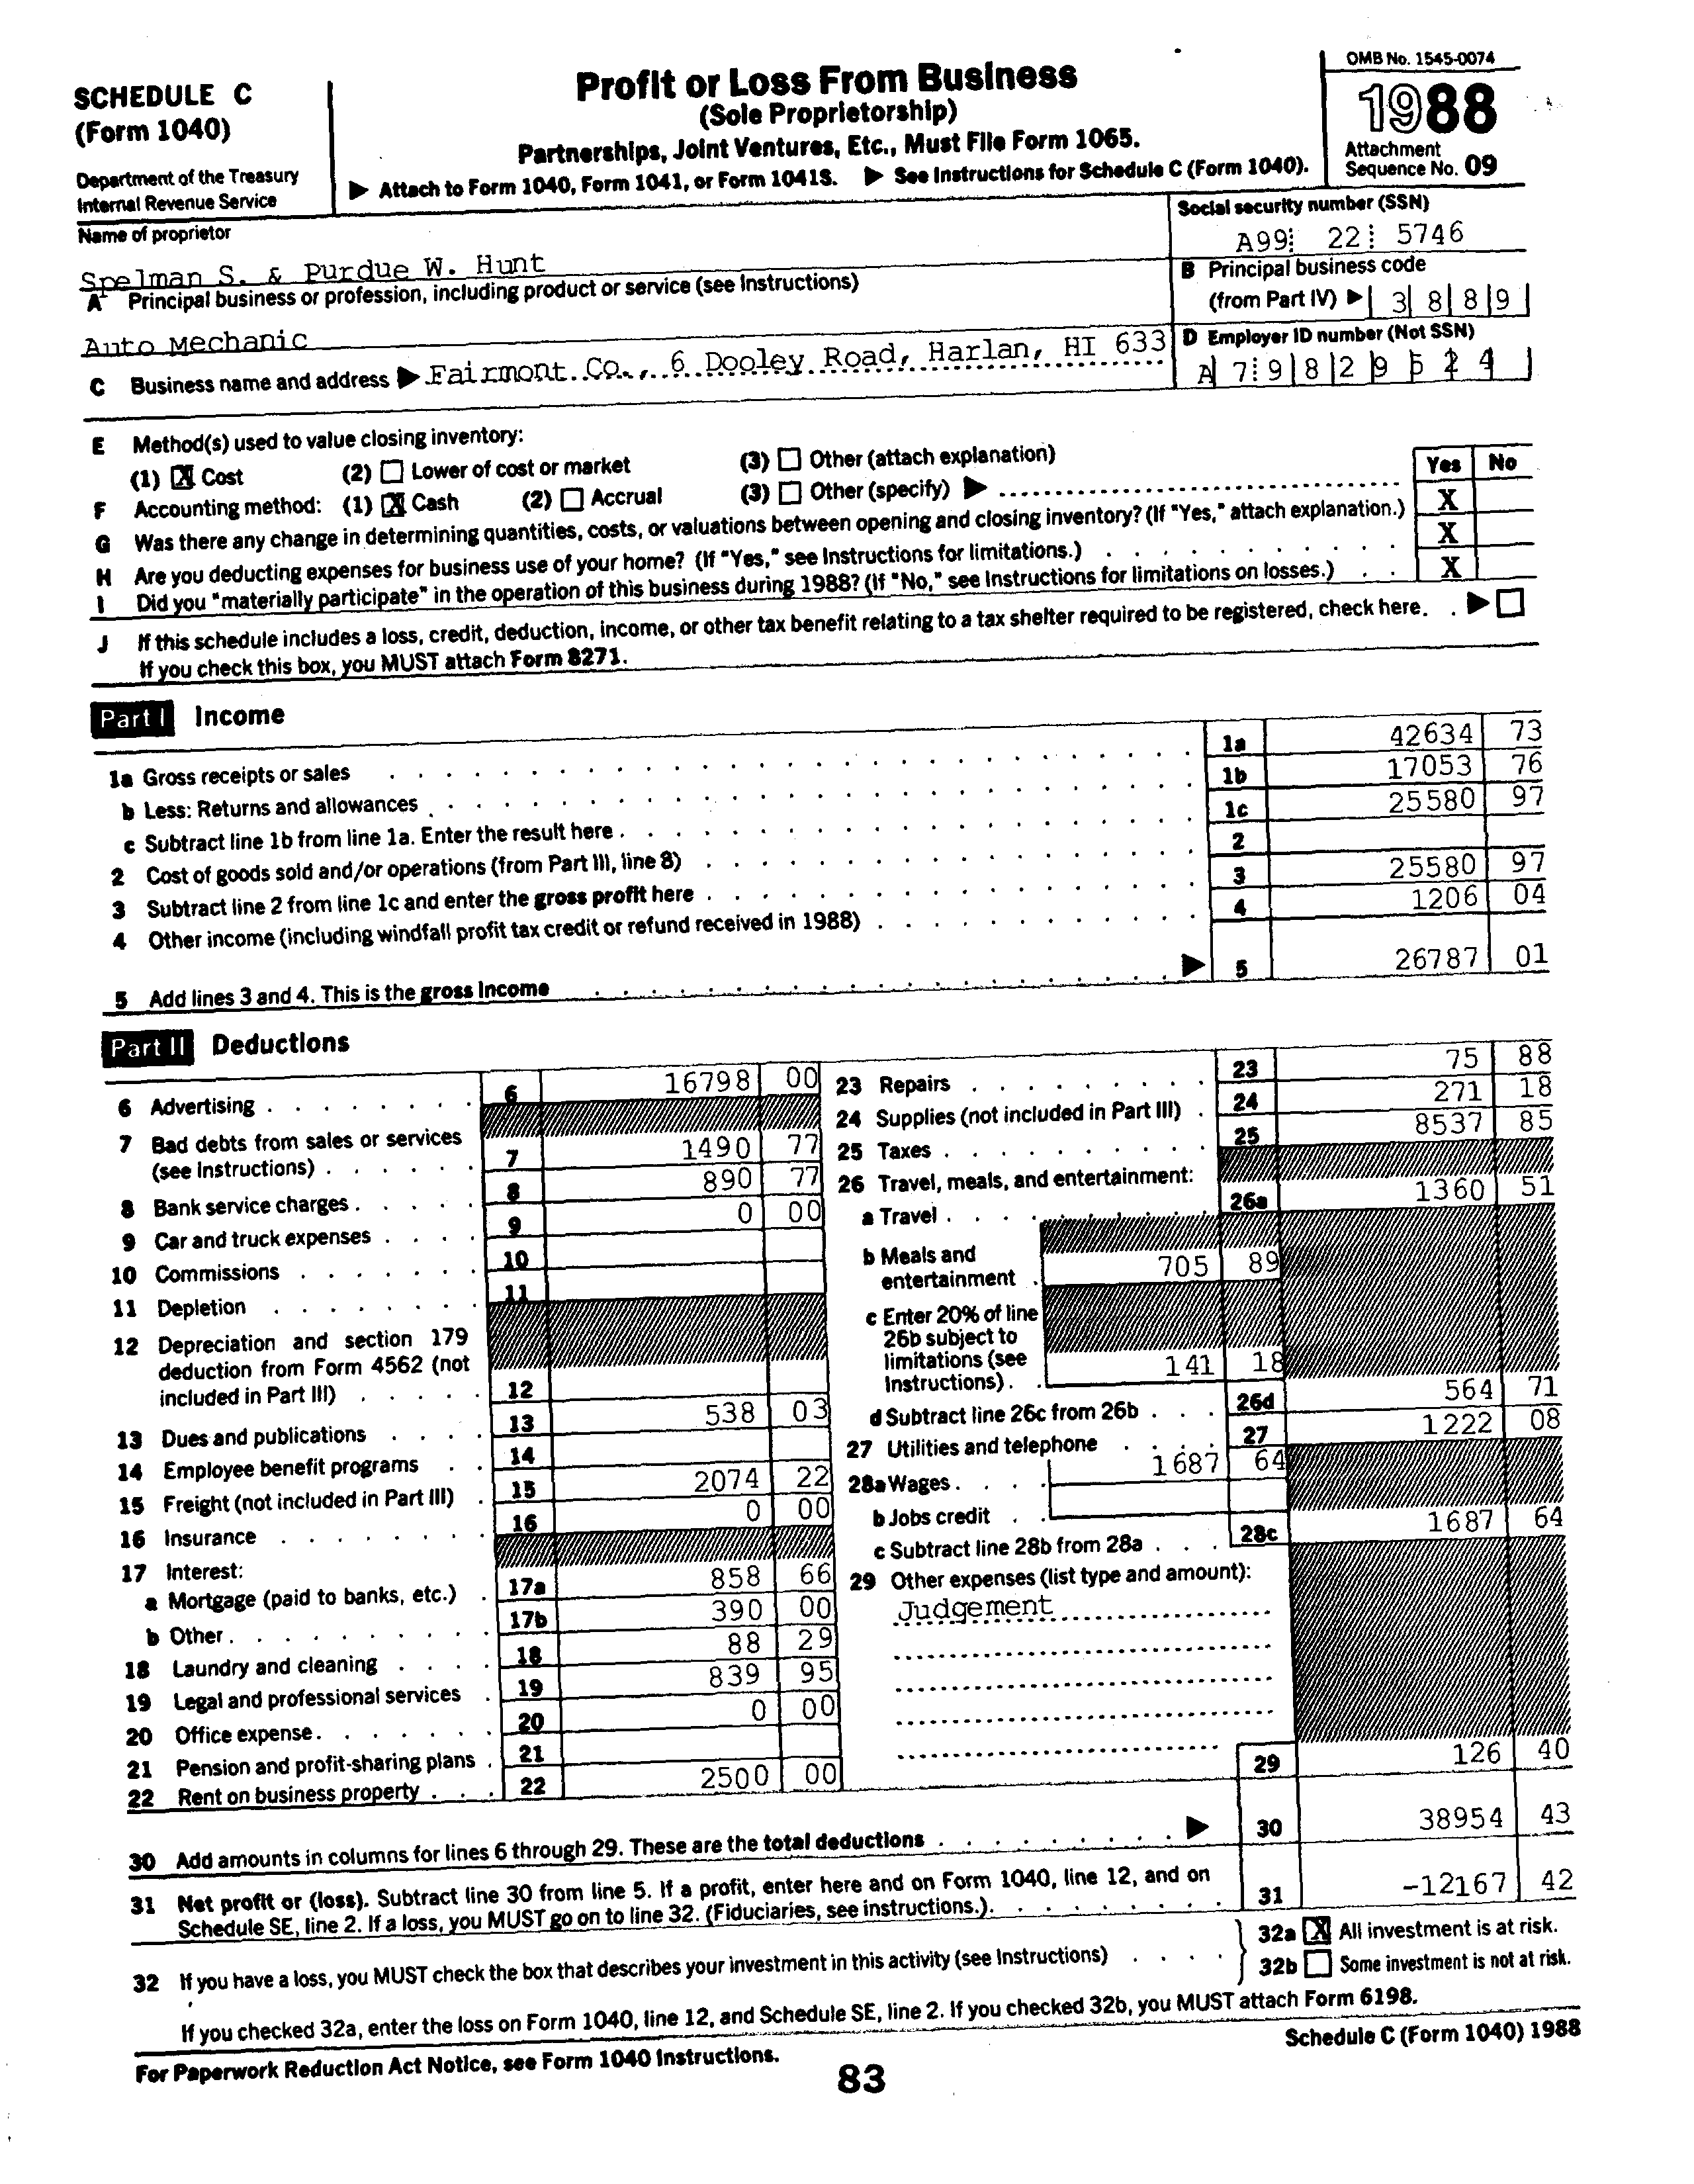 SCHEDULE C
(Form 1040)
Department of the Treasury
Internal Revenue Service
Profit or Loss From Business
(Sole Proprietorship)
Partnerships, Joint Ventures, Etc., Must File Form 1065.
▶ Attach to Form 1040, Form 1041, or Form 1041S. ▶ See Instructions for Schedule C (Form 1040).
OMB No. 1545-0074
1988
Attachment
Sequence No. 09
Name of proprietor
Spelman S. & Purdue W. Hunt
Social security number (SSN)
A99 22 5746
A Principal business or profession, including product or service (see Instructions)
Auto Mechanic
B Principal business code
(from Part IV) ▶ 3 8 8 9
C Business name and address ▶ Fairmont Co., 6 Dooley Road, Harlan, HI 633
D Employer ID number (Not SSN)
A 7 9 8 2 9 5 2 4
E Method(s) used to value closing inventory:
(1) [X] Cost (2) [ ] Lower of cost or market (3) [ ] Other (attach explanation)
Yes No
F Accounting method: (1) [X] Cash (2) [ ] Accrual (3) [ ] Other (specify) ▶
G Was there any change in determining quantities, costs, or valuations between opening and closing inventory? (If "Yes," attach explanation.) X
H Are you deducting expenses for business use of your home? (If "Yes," see Instructions for limitations.) X
I Did you "materially participate" in the operation of this business during 1988? (If "No," see Instructions for limitations on losses.) X
J If this schedule includes a loss, credit, deduction, income, or other tax benefit relating to a tax shelter required to be registered, check here. ▶ [ ]
If you check this box, you MUST attach Form 8271.
Part I Income
1a Gross receipts or sales 1a 42634 73
b Less: Returns and allowances 1b 17053 76
c Subtract line 1b from line 1a. Enter the result here 1c 25580 97
2 Cost of goods sold and/or operations (from Part III, line 8) 2
3 Subtract line 2 from line 1c and enter the gross profit here 3 25580 97
4 Other income (including windfall profit tax credit or refund received in 1988) 4 1206 04
5 Add lines 3 and 4. This is the gross income ▶ 5 26787 01
Part II Deductions
6 Advertising 6 16798 00
7 Bad debts from sales or services
(see Instructions) 7 1490 77
8 Bank service charges 8 890 77
9 Car and truck expenses 9 0 00
10 Commissions 10
11 Depletion 11
12 Depreciation and section 179
deduction from Form 4562 (not
included in Part III) 12
13 Dues and publications 13 538 03
14 Employee benefit programs 14
15 Freight (not included in Part III) 15 2074 22
16 Insurance 16 0 00
17 Interest:
a Mortgage (paid to banks, etc.) 17a 858 66
b Other 17b 390 00
18 Laundry and cleaning 18 88 29
19 Legal and professional services 19 839 95
20 Office expense 20 0 00
21 Pension and profit-sharing plans 21
22 Rent on business property 22 2500 00
23 Repairs 23 75 88
24 Supplies (not included in Part III) 24 271 18
25 Taxes 25 8537 85
26 Travel, meals, and entertainment:
a Travel 26a 1360 51
b Meals and
entertainment 705 89
c Enter 20% of line
26b subject to
limitations (see
Instructions) 141 18
d Subtract line 26c from 26b 26d 564 71
27 Utilities and telephone 27 1222 08
28a Wages 1687 64
b Jobs credit
c Subtract line 28b from 28a 28c 1687 64
29 Other expenses (list type and amount):
Judgement
29 126 40
30 Add amounts in columns for lines 6 through 29. These are the total deductions ▶ 30 38954 43
31 Net profit or (loss). Subtract line 30 from line 5. If a profit, enter here and on Form 1040, line 12, and on
Schedule SE, line 2. If a loss, you MUST go on to line 32. (Fiduciaries, see instructions.) 31 -12167 42
32 If you have a loss, you MUST check the box that describes your investment in this activity (see Instructions)
32a [X] All investment is at risk.
32b [ ] Some investment is not at risk.
If you checked 32a, enter the loss on Form 1040, line 12, and Schedule SE, line 2. If you checked 32b, you MUST attach Form 6198.
For Paperwork Reduction Act Notice, see Form 1040 Instructions.
Schedule C (Form 1040) 1988
83